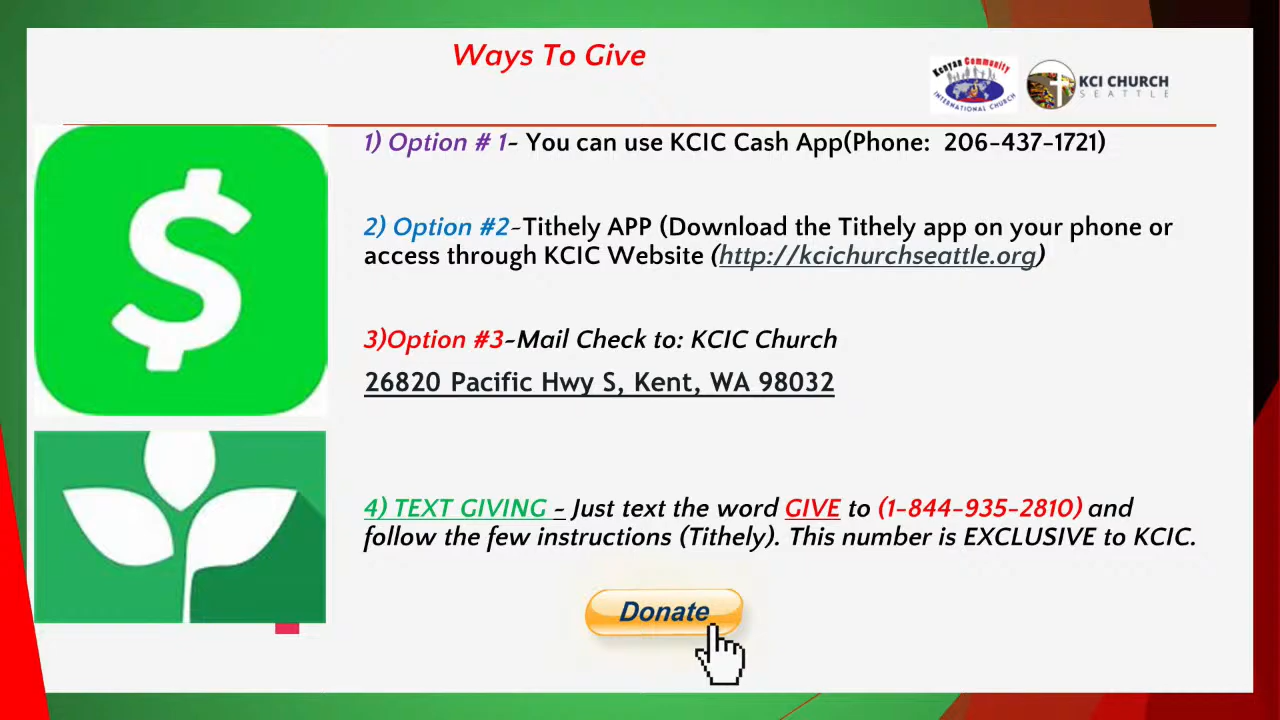 Ways To Give
Kenyan Community
INTERNATIONAL CHURCH
KCI CHURCH
SEATTLE
1) Option # 1- You can use KCIC Cash App(Phone:  206-437-1721)
2) Option #2-Tithely APP (Download the Tithely app on your phone or
access through KCIC Website (http://kcichurchseattle.org)
3)Option #3-Mail Check to: KCIC Church
26820 Pacific Hwy S, Kent, WA 98032
4) TEXT GIVING - Just text the word GIVE to (1-844-935-2810) and
follow the few instructions (Tithely). This number is EXCLUSIVE to KCIC.
Donate